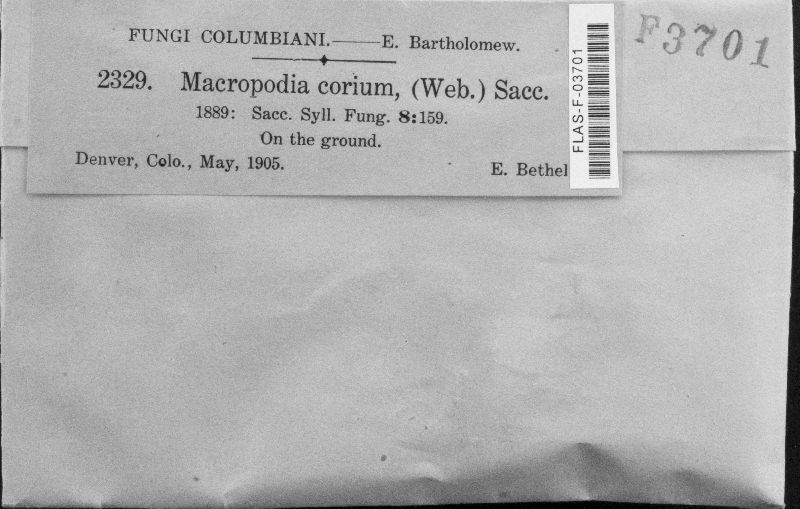 FUNGI COLUMBIANI.——E. Bartholomew.
2329. Macropodia corium, (Web.) Sacc.
1889: Sacc. Syll. Fung. 8:159.
On the ground.
Denver, Colo., May, 1905. E. Bethel
FLAS-F-03701
F3701